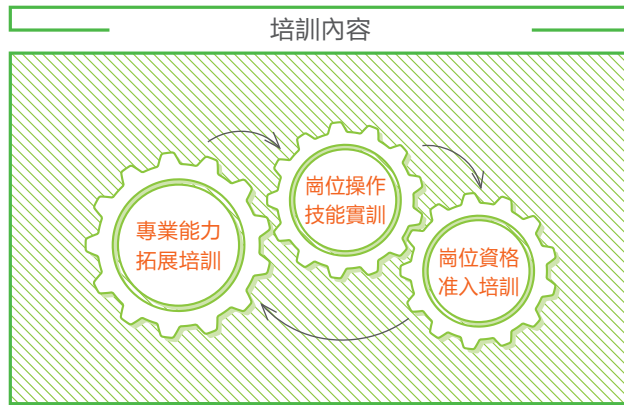 培訓內容
專業能力
拓展培訓
崗位操作
技能實訓
崗位資格
准入培訓